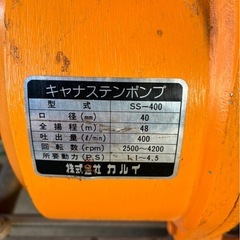 キャナステンポンプ
型 式 SS-400
口 径(mm) 40
全揚程(m) 48
吐出量(ℓ/min) 400
回転数(rpm) 2500~4200
所要動力(P.S) 1.1~4.5
株式会社 カルイ